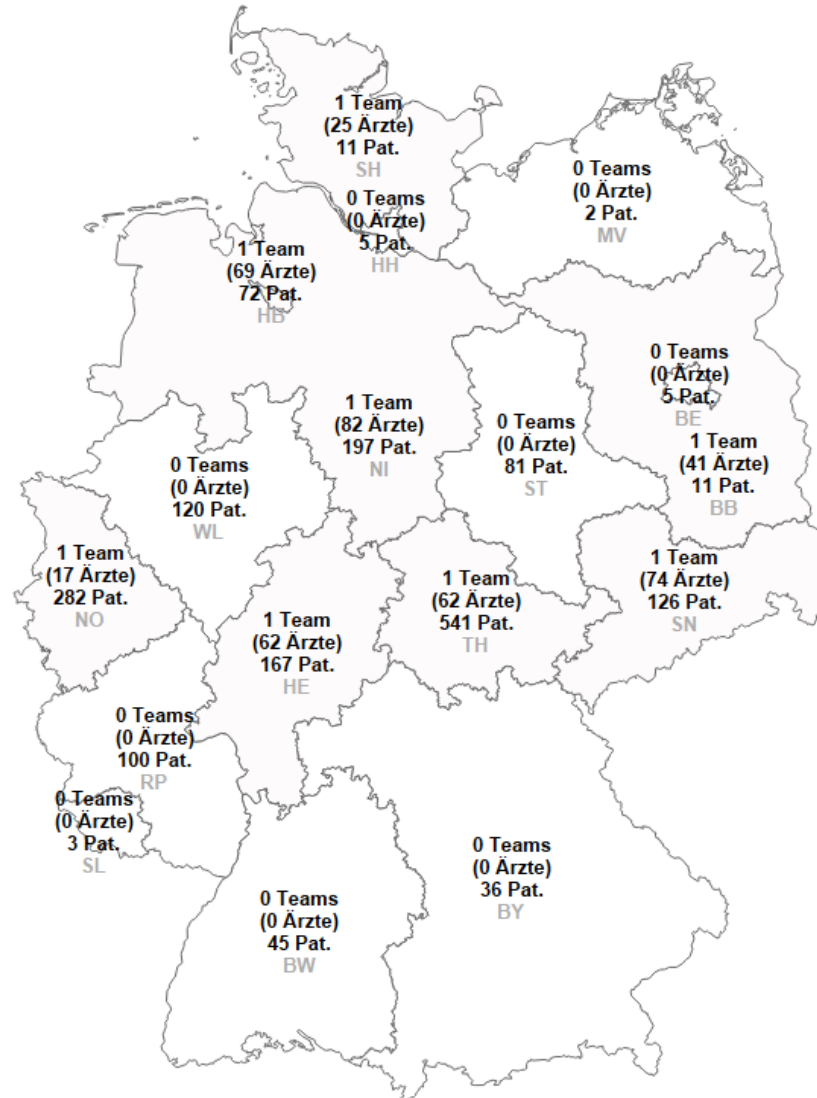 1 Team
(25 Ärzte)
11 Pat.
SH
0 Teams
(0 Ärzte)
2 Pat.
MV
0 Teams
(0 Ärzte)
5 Pat.
HH
1 Team
(69 Ärzte)
72 Pat.
HB
0 Teams
(0 Ärzte)
5 Pat.
BE
1 Team
(82 Ärzte)
197 Pat.
NI
0 Teams
(0 Ärzte)
81 Pat.
ST
1 Team
(41 Ärzte)
11 Pat.
BB
0 Teams
(0 Ärzte)
120 Pat.
WL
1 Team
(17 Ärzte)
282 Pat.
NO
1 Team
(74 Ärzte)
126 Pat.
SN
1 Team
(62 Ärzte)
541 Pat.
TH
1 Team
(62 Ärzte)
167 Pat.
HE
0 Teams
(0 Ärzte)
100 Pat.
RP
0 Teams
(0 Ärzte)
3 Pat.
SL
0 Teams
(0 Ärzte)
36 Pat.
BY
0 Teams
(0 Ärzte)
45 Pat.
BW